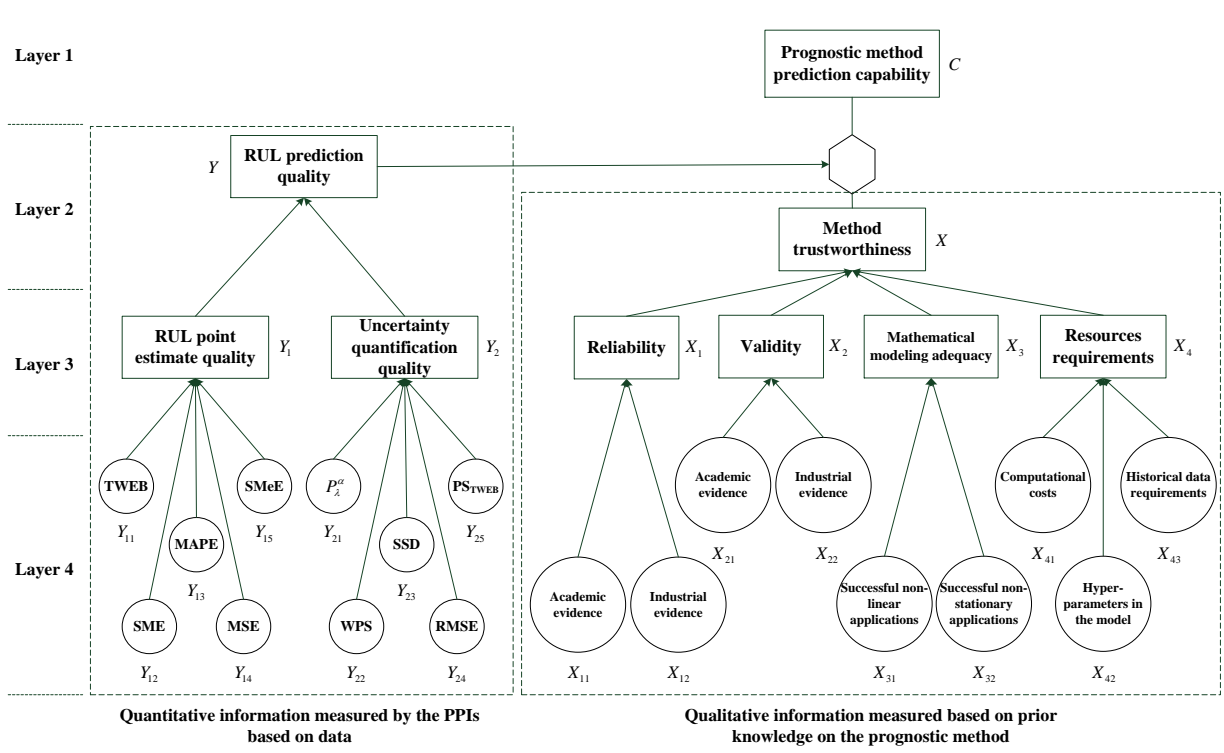 Layer 1
Prognostic method
prediction capability
C
Layer 2
Y
RUL prediction
quality
Method
trustworthiness
X
Layer 3
RUL point
estimate quality
Y₁
Uncertainty
quantification
quality
Y₂
Reliability
X₁
Validity
X₂
Mathematical
modeling adequacy
X₃
Resources
requirements
X₄
Layer 4
TWEB
Y₁₁
SME
Y₁₂
MAPE
Y₁₃
MSE
Y₁₄
SMeE
Y₁₅
P_λ^α
Y₂₁
WPS
Y₂₂
SSD
Y₂₃
RMSE
Y₂₄
PS_TWEB
Y₂₅
Academic
evidence
X₁₁
Industrial
evidence
X₁₂
Academic
evidence
X₂₁
Industrial
evidence
X₂₂
Successful non-
linear
applications
X₃₁
Successful non-
stationary
applications
X₃₂
Computational
costs
X₄₁
Hyper-
parameters in
the model
X₄₂
Historical data
requirements
X₄₃
Quantitative information measured by the PPIs
based on data
Qualitative information measured based on prior
knowledge on the prognostic method